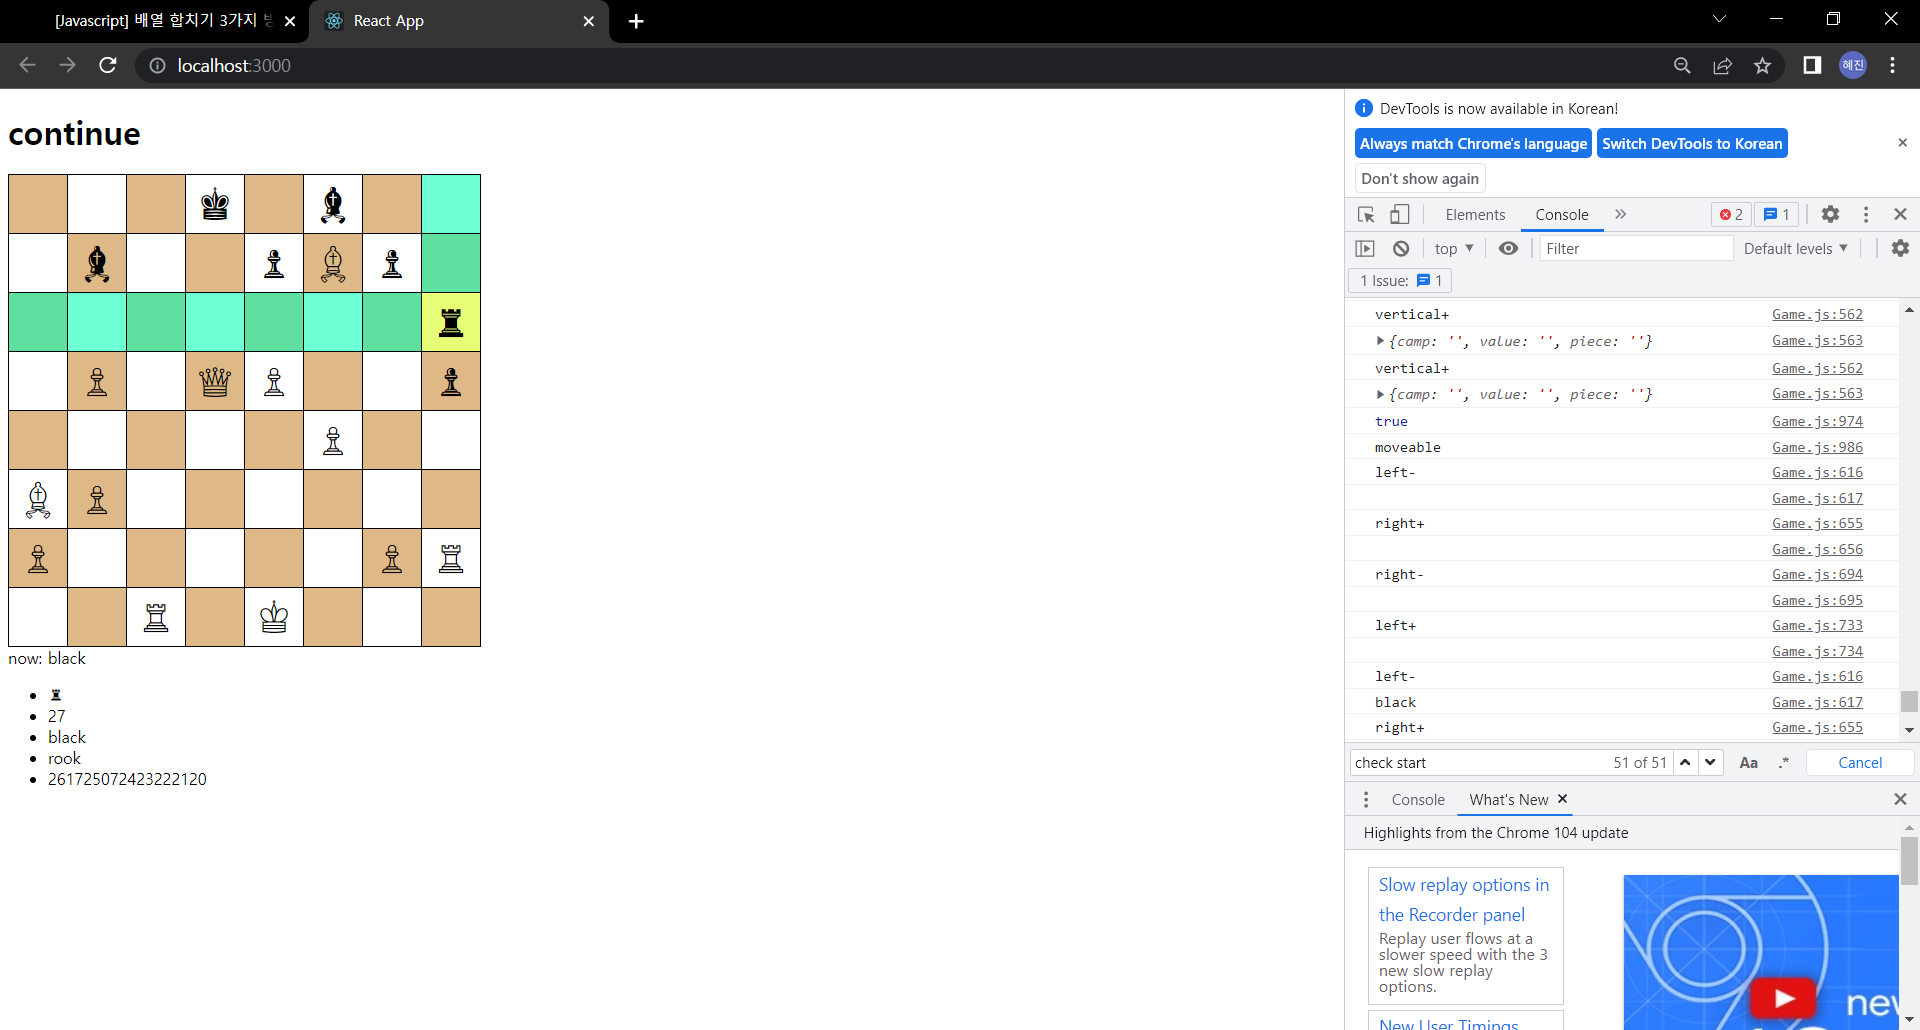 [Javascript] 배열 합치기 3가지
React App
localhost:3000
혜진
continue
now: black
27
black
rook
261725072423222120
DevTools is now available in Korean!
Always match Chrome's language
Switch DevTools to Korean
Don't show again
Elements
Console
2
1
top
Filter
Default levels
1 Issue: 1
vertical+ Game.js:562
{camp: '', value: '', piece: ''} Game.js:563
vertical+ Game.js:562
{camp: '', value: '', piece: ''} Game.js:563
true Game.js:974
moveable Game.js:986
left- Game.js:616
Game.js:617
right+ Game.js:655
Game.js:656
right- Game.js:694
Game.js:695
left+ Game.js:733
Game.js:734
left- Game.js:616
black Game.js:617
right+ Game.js:655
check start 51 of 51 Aa .* Cancel
Console What's New
Highlights from the Chrome 104 update
Slow replay options in
the Recorder panel
Replay user flows at a
slower speed with the 3
new slow replay
options.
New User Timings
new